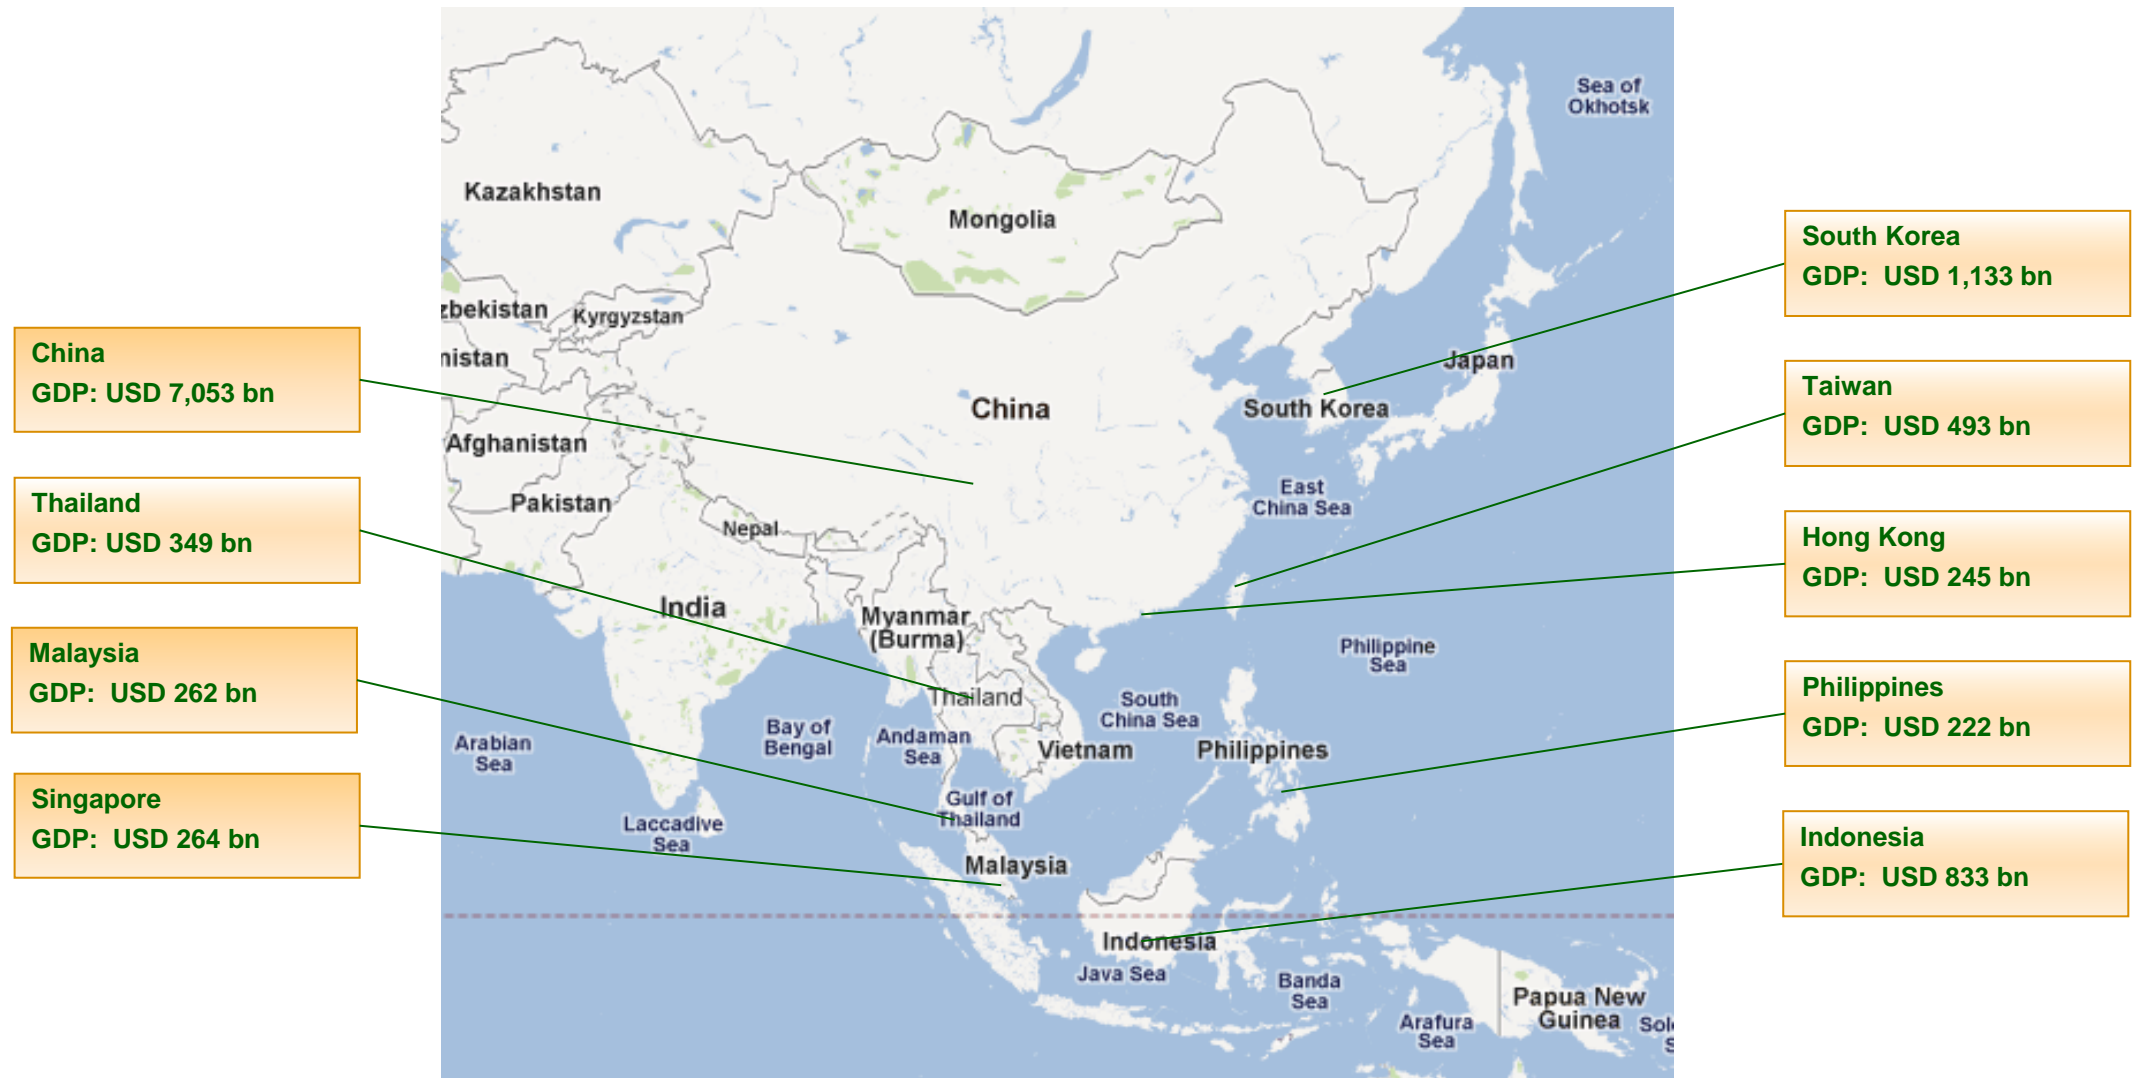 China
GDP: USD 7,053 bn
Thailand
GDP: USD 349 bn
Malaysia
GDP:  USD 262 bn
Singapore
GDP:  USD 264 bn
Sea of
Okhotsk
Kazakhstan
Mongolia
zbekistan
Kyrgyzstan
nistan
Japan
China
South Korea
Afghanistan
Pakistan
East
China Sea
Nepal
India
Myanmar
(Burma)
Philippine
Sea
Thailand
South
China Sea
Bay of
Bengal
Andaman
Sea
Arabian
Sea
Vietnam
Philippines
Gulf of
Thailand
Laccadive
Sea
Malaysia
Indonesia
Java Sea
Banda
Sea
Papua New
Guinea
Arafura
Sea
Sol
S
South Korea
GDP:  USD 1,133 bn
Taiwan
GDP:  USD 493 bn
Hong Kong
GDP:  USD 245 bn
Philippines
GDP:  USD 222 bn
Indonesia
GDP:  USD 833 bn